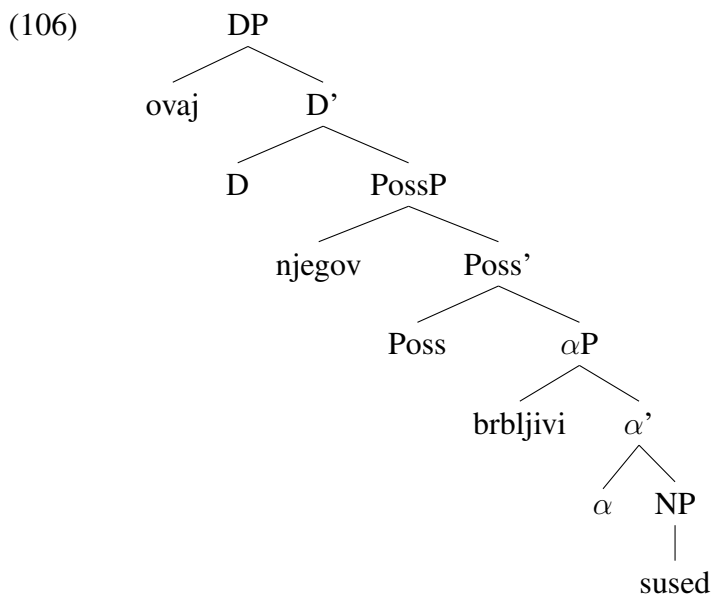 (106) DP
ovaj D’
D PossP
njegov Poss’
Poss αP
brbljivi α’
α NP
sused